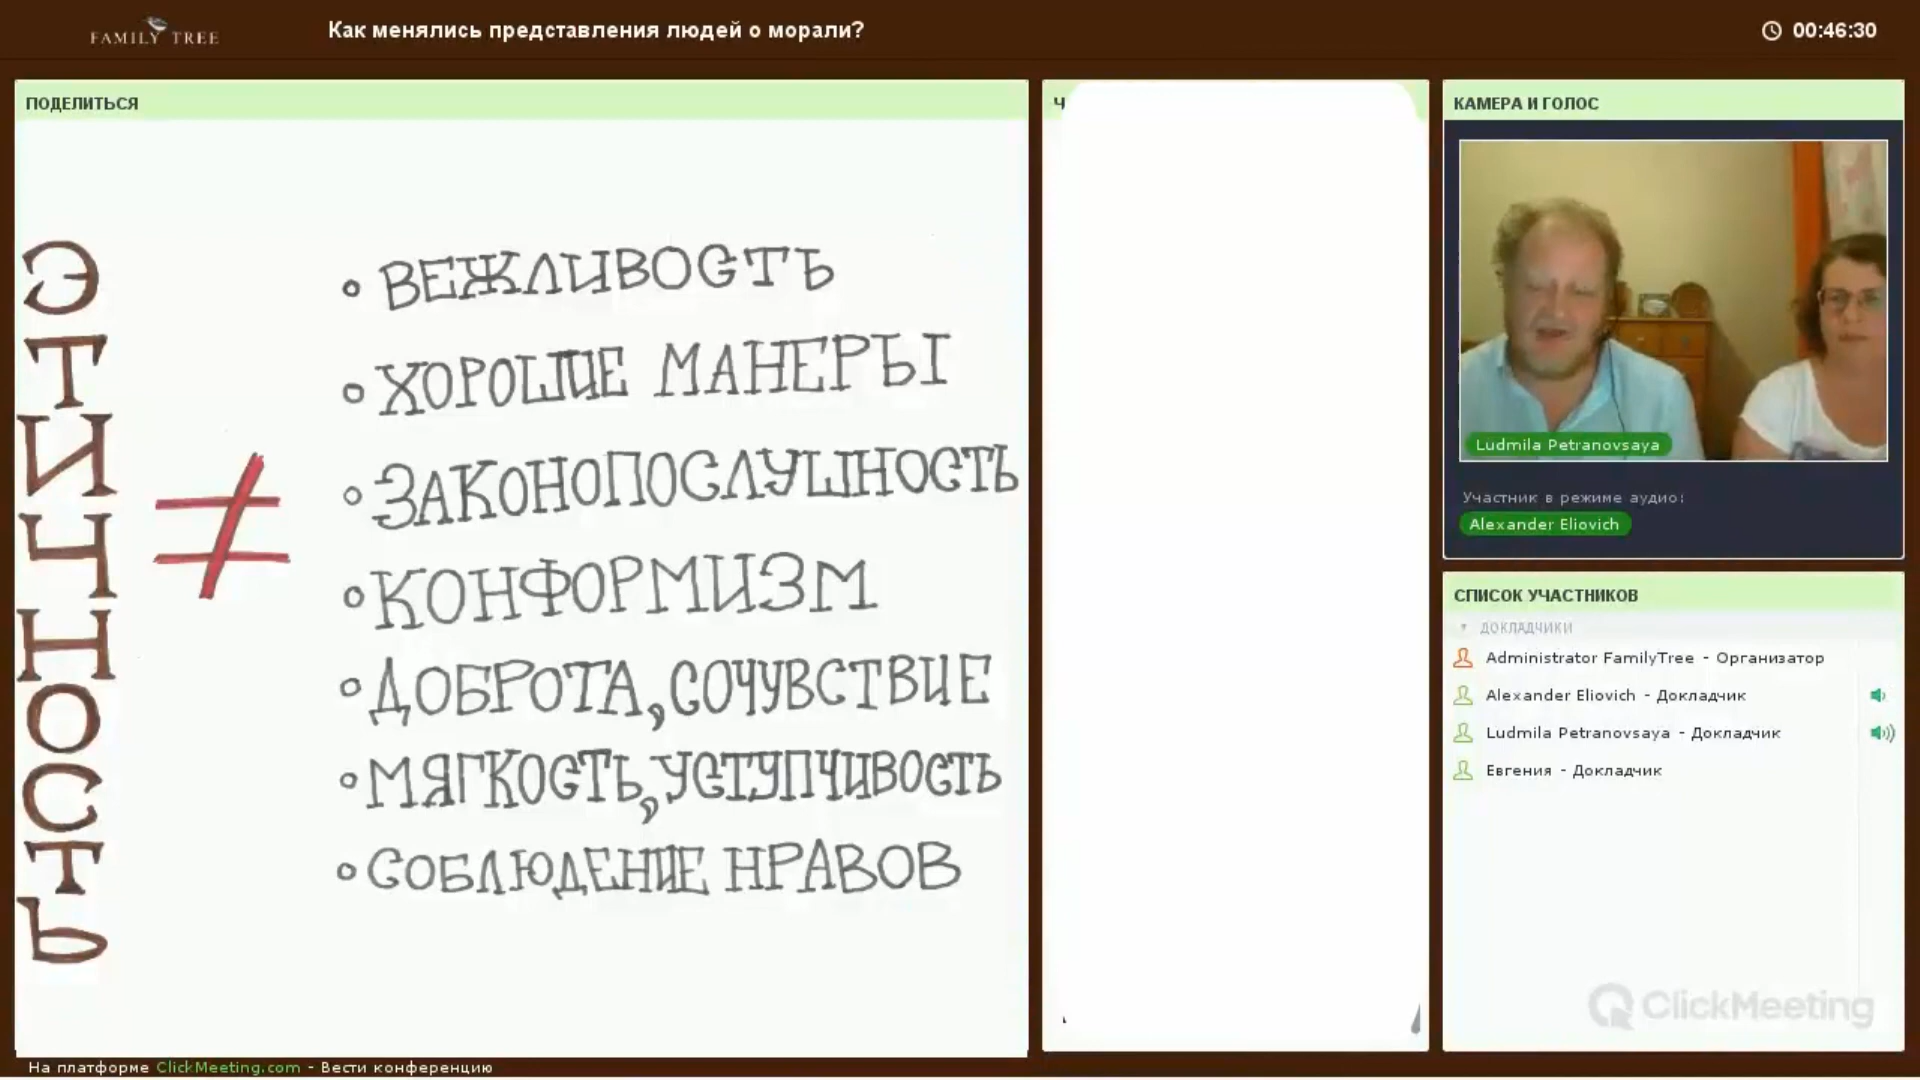 FAMILY TREE
Как менялись представления людей о морали?
00:46:30
ПОДЕЛИТЬСЯ
ЭТИЧНОСТЬ
≠
• ВЕЖЛИВОСТЬ
• ХОРОШИЕ МАНЕРЫ
• ЗАКОНОПОСЛУШНОСТЬ
• КОНФОРМИЗМ
• ДОБРОТА, СОЧУВСТВИЕ
• МЯГКОСТЬ, УСТУПЧИВОСТЬ
• СОБЛЮДЕНИЕ НРАВОВ
КАМЕРА И ГОЛОС
Ludmila Petranovsaya
Участник в режиме аудио:
Alexander Eliovich
СПИСОК УЧАСТНИКОВ
ДОКЛАДЧИКИ
Administrator FamilyTree - Организатор
Alexander Eliovich - Докладчик
Ludmila Petranovsaya - Докладчик
Евгения - Докладчик
ClickMeeting
На платформе ClickMeeting.com - Вести конференцию